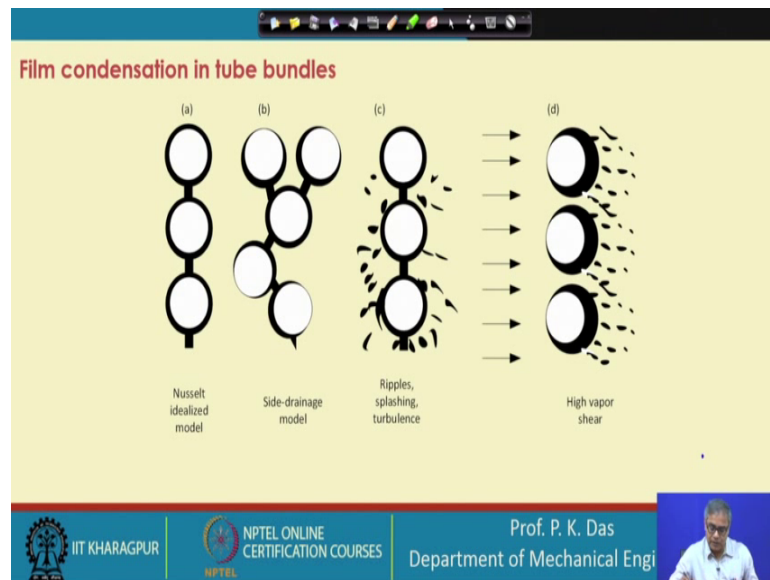 Film condensation in tube bundles
(a)
(b)
(c)
(d)
Nusselt
idealized
model
Side-drainage
model
Ripples,
splashing,
turbulence
High vapor
shear
IIT KHARAGPUR
NPTEL
NPTEL ONLINE
CERTIFICATION COURSES
Prof. P. K. Das
Department of Mechanical Engi